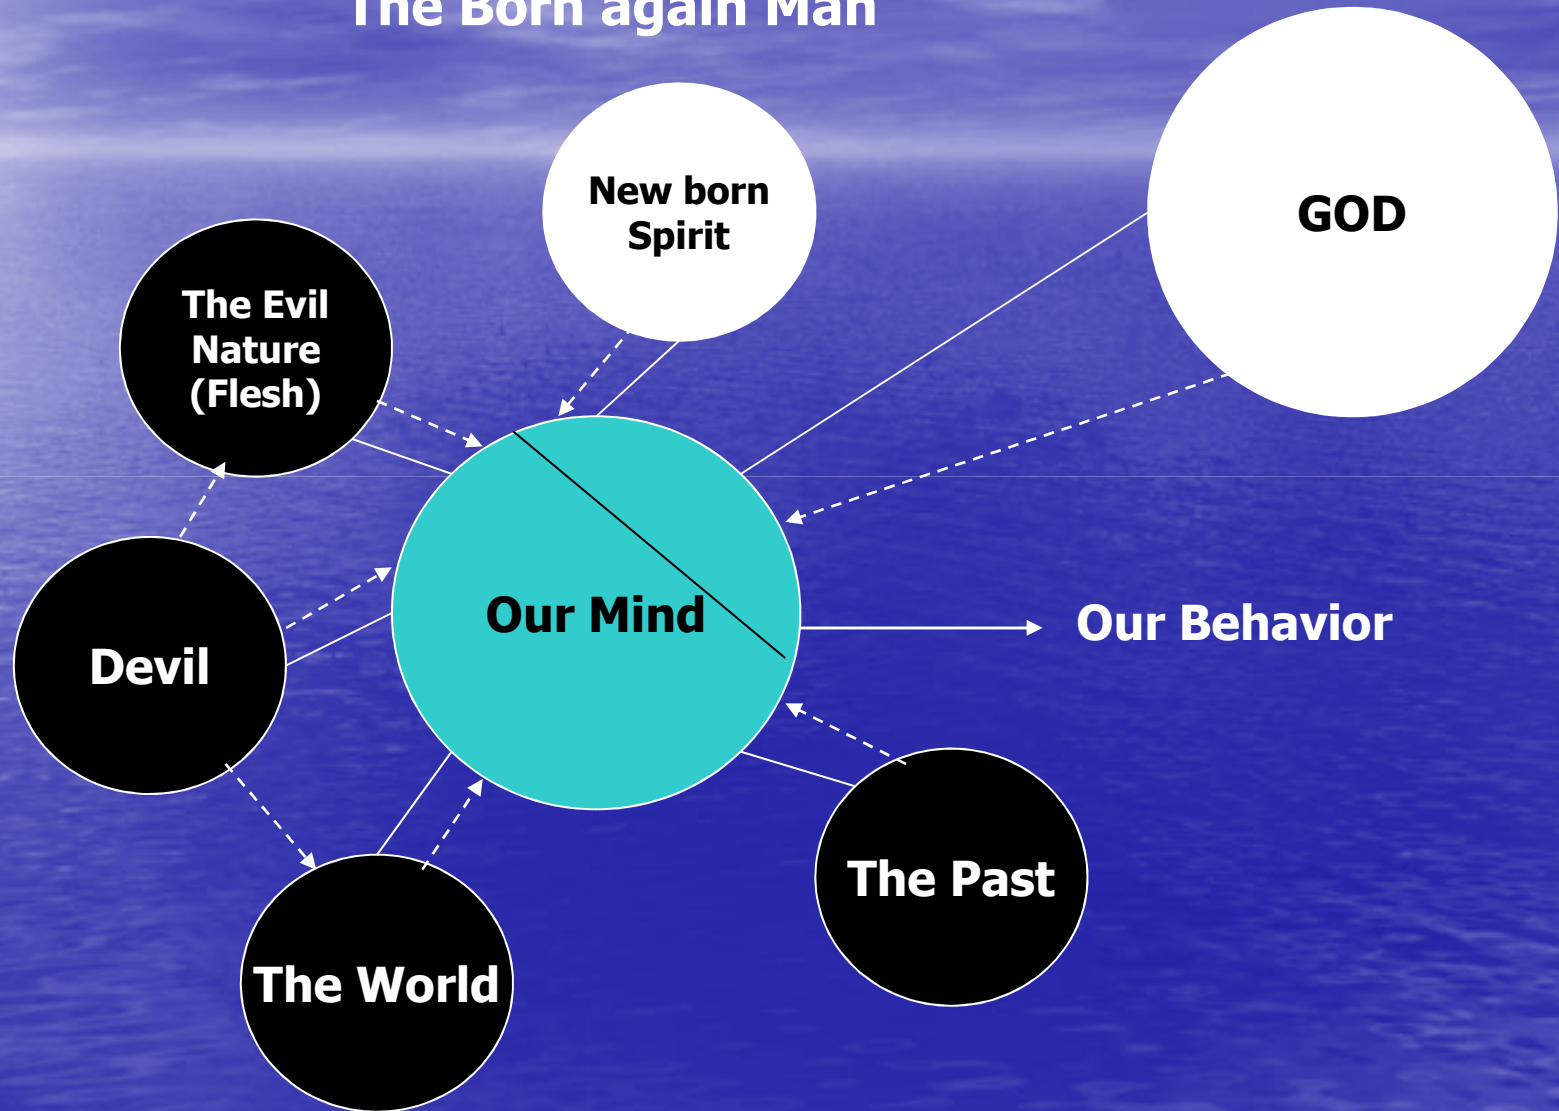 The Born again Man
New born
Spirit
GOD
The Evil
Nature
(Flesh)
Our Mind
Our Behavior
Devil
The Past
The World